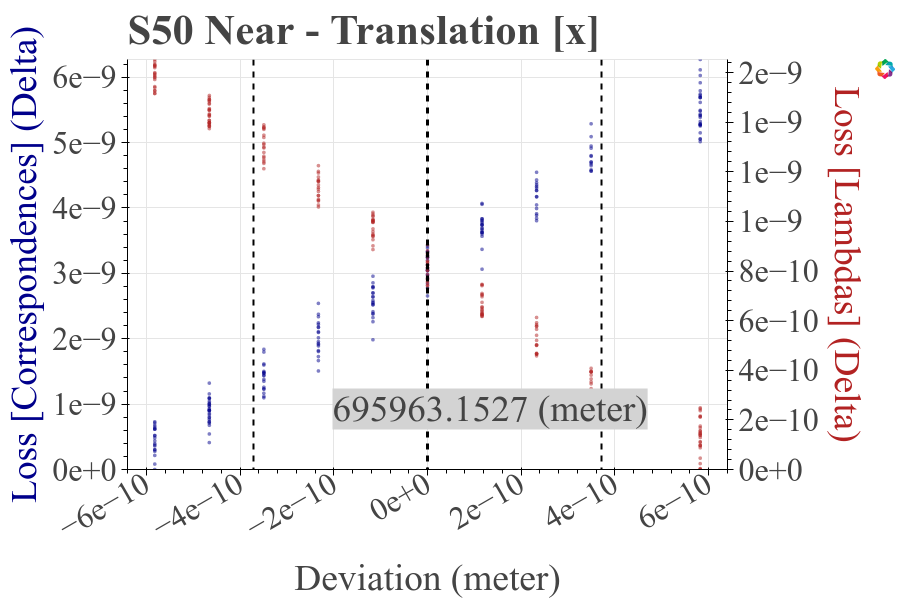 S50 Near - Translation [x]
Loss [Correspondences] (Delta)
6e−9
5e−9
4e−9
3e−9
2e−9
1e−9
0e+0
2e−9
1e−9
1e−9
1e−9
8e−10
6e−10
4e−10
2e−10
0e+0
Loss [Lambdas] (Delta)
695963.1527 (meter)
−6e−10
−4e−10
−2e−10
0e+0
2e−10
4e−10
6e−10
Deviation (meter)